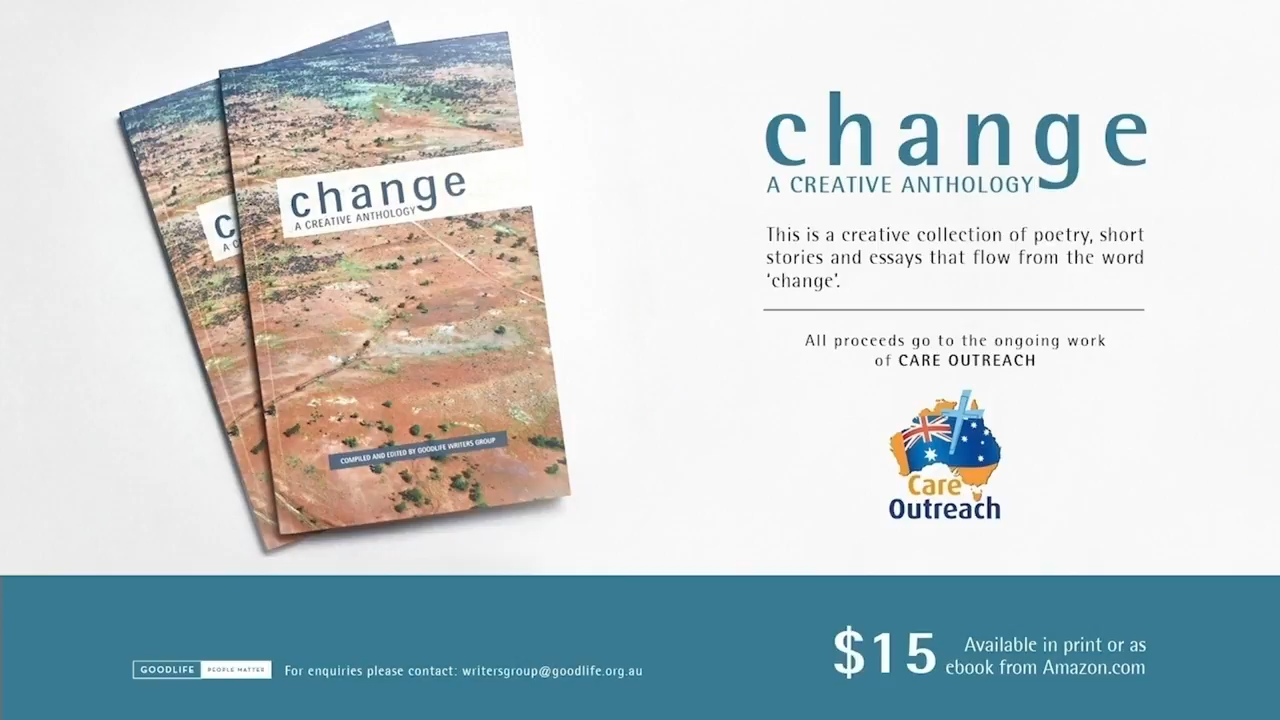 change
A CREATIVE ANTHOLOGY
COMPILED AND EDITED BY GOODLIFE WRITERS GROUP
c
A C
change
A CREATIVE ANTHOLOGY
This is a creative collection of poetry, short
stories and essays that flow from the word
‘change’.
All proceeds go to the ongoing work
of CARE OUTREACH
Care
Outreach
GOODLIFE PEOPLE MATTER
For enquiries please contact: writersgroup@goodlife.org.au
$15
Available in print or as
ebook from Amazon.com